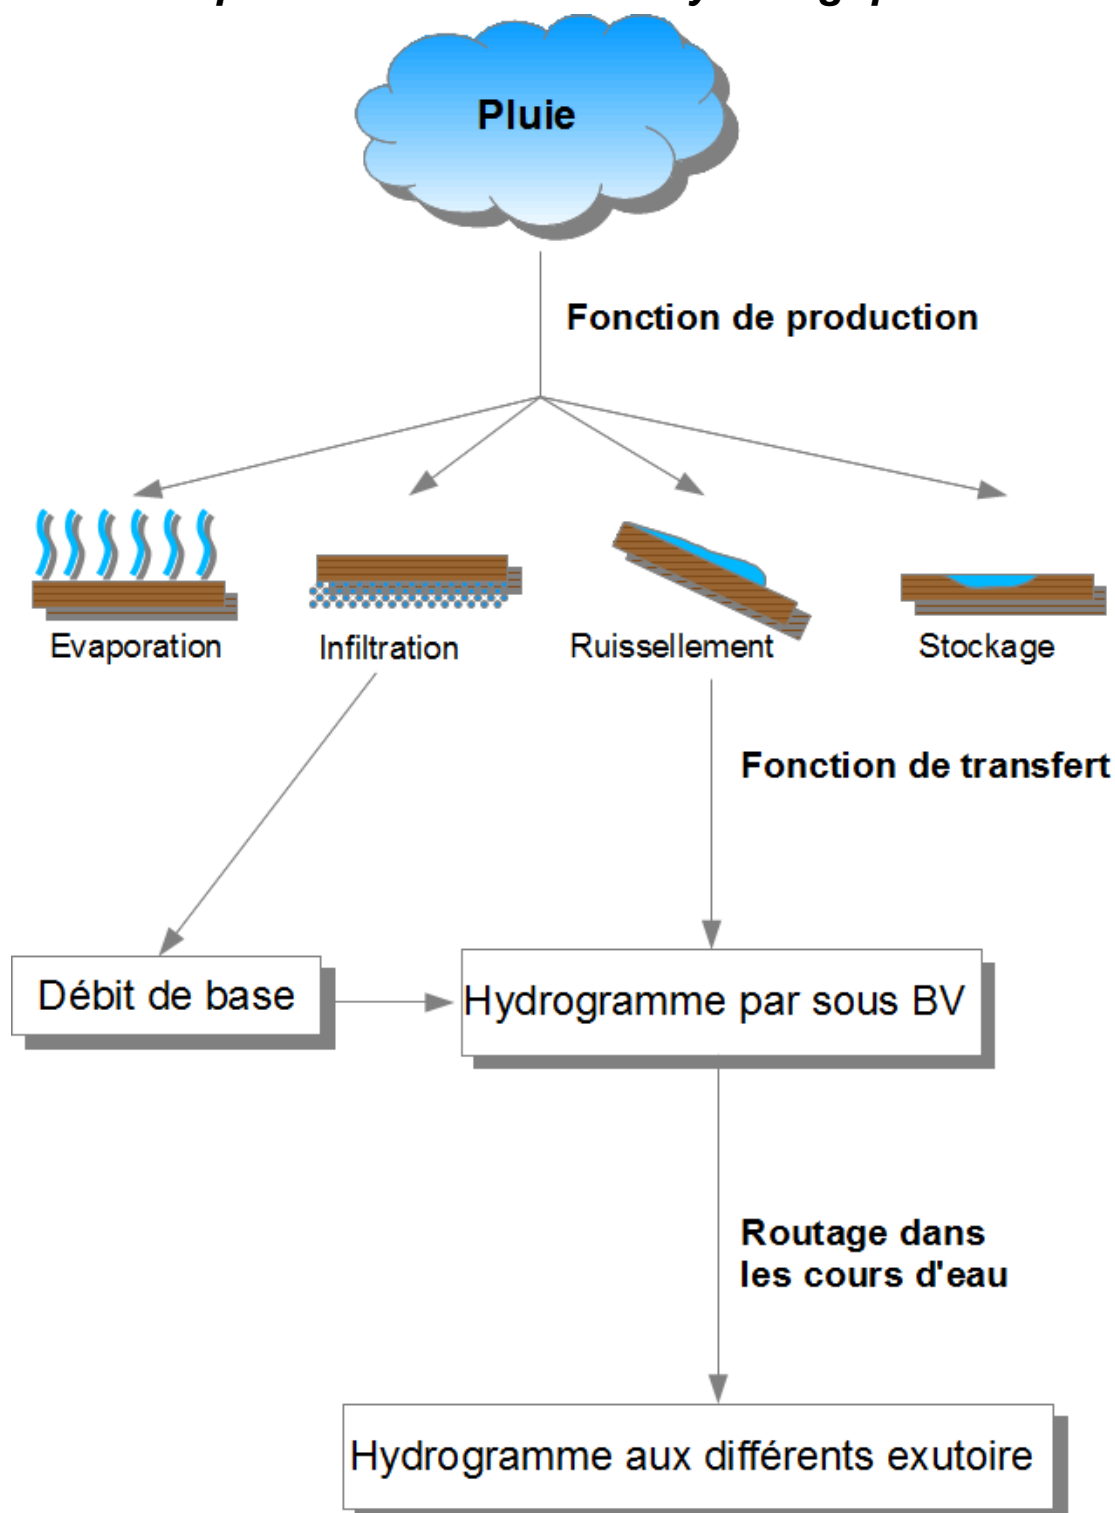 Pluie
Fonction de production
Evaporation
Infiltration
Ruissellement
Stockage
Fonction de transfert
Débit de base
Hydrogramme par sous BV
Routage dans
les cours d'eau
Hydrogramme aux différents exutoire